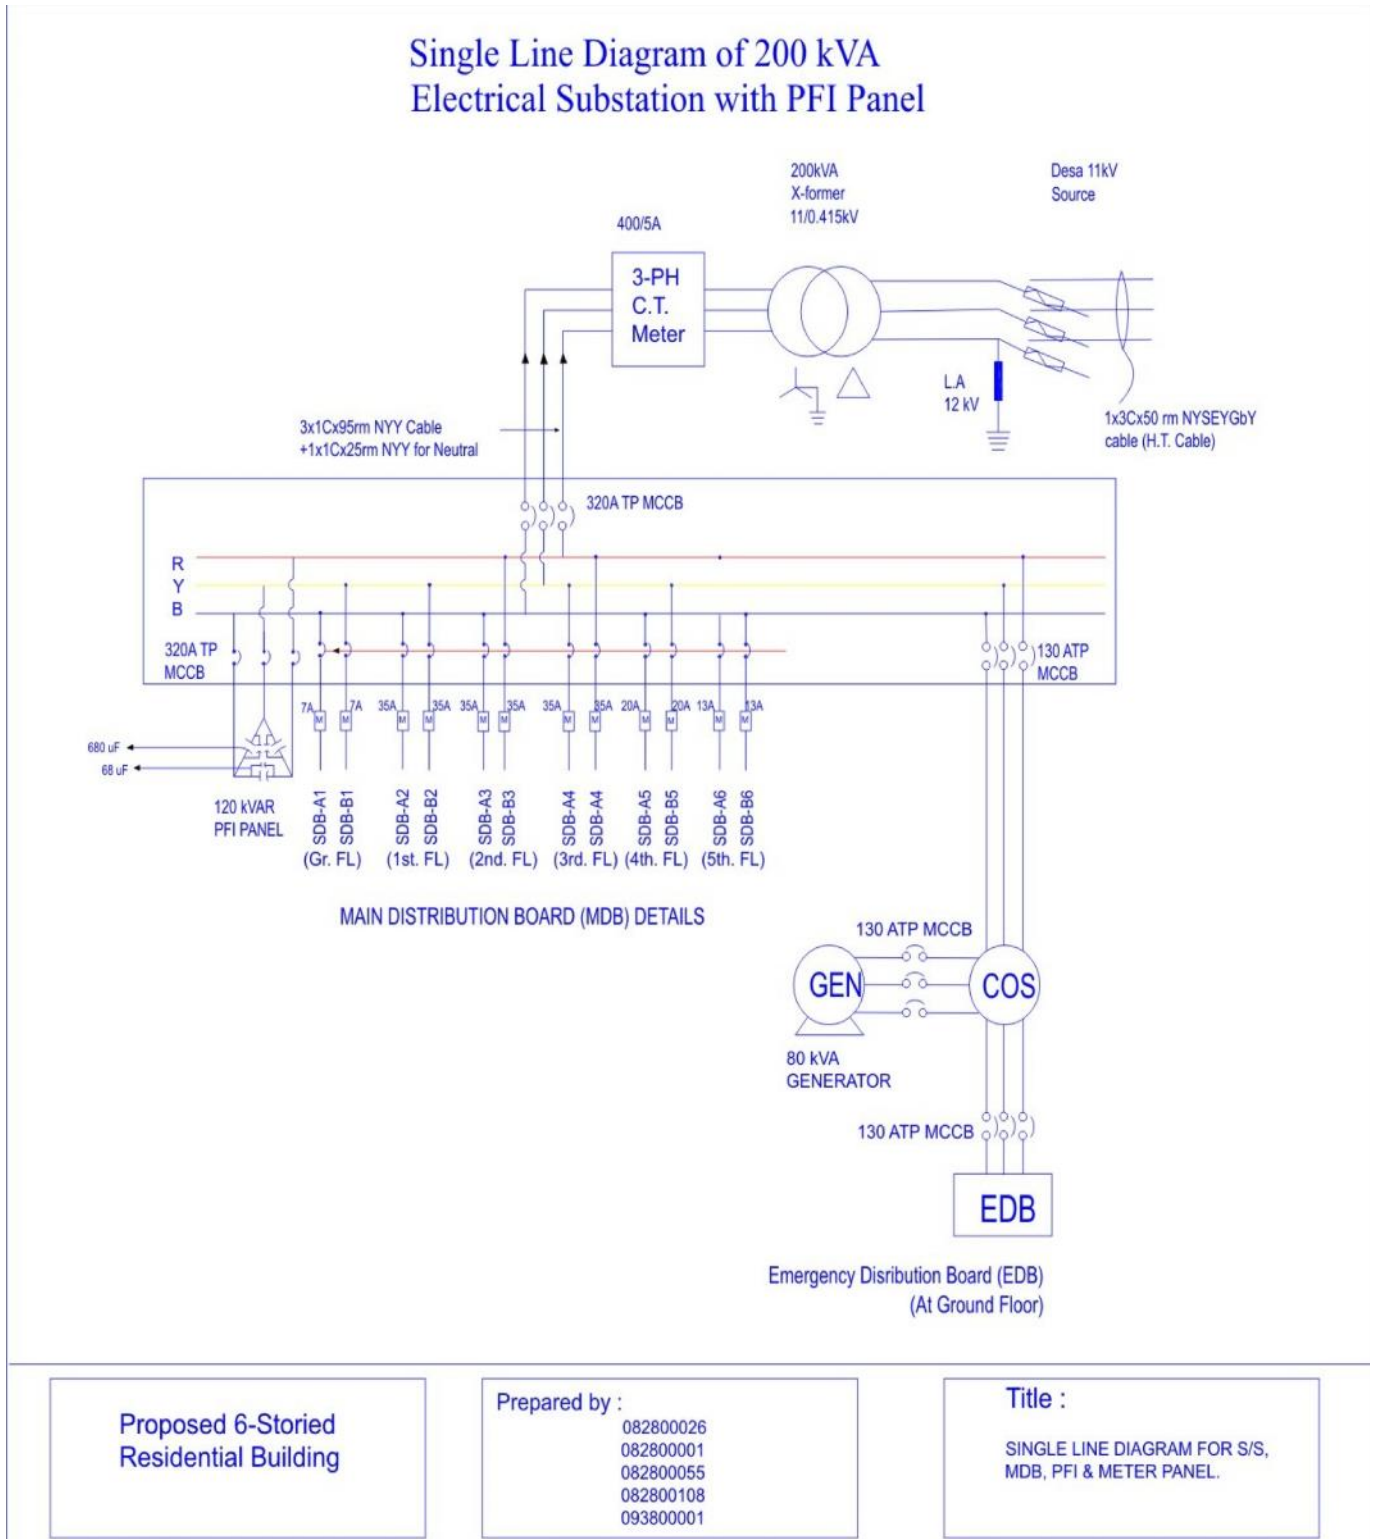 Single Line Diagram of 200 kVA
Electrical Substation with PFI Panel
200kVA
X-former
11/0.415kV
Desa 11kV
Source
400/5A
3-PH
C.T.
Meter
L.A
12 kV
1x3Cx50 rm NYSEYGbY
cable (H.T. Cable)
3x1Cx95rm NYY Cable
+1x1Cx25rm NYY for Neutral
320A TP MCCB
R
Y
B
320A TP
MCCB
130 ATP
MCCB
7A
7A
35A
35A
35A
35A
35A
35A
20A
20A
13A
13A
M
M
M
M
M
M
M
M
M
M
M
M
680 uF
68 uF
120 kVAR
PFI PANEL
SDB-A1
SDB-B1
SDB-A2
SDB-B2
SDB-A3
SDB-B3
SDB-A4
SDB-A4
SDB-A5
SDB-B5
SDB-A6
SDB-B6
(Gr. FL)
(1st. FL)
(2nd. FL)
(3rd. FL)
(4th. FL)
(5th. FL)
MAIN DISTRIBUTION BOARD (MDB) DETAILS
130 ATP MCCB
GEN
COS
80 kVA
GENERATOR
130 ATP MCCB
EDB
Emergency Disribution Board (EDB)
(At Ground Floor)
Proposed 6-Storied
Residential Building
Prepared by :
082800026
082800001
082800055
082800108
093800001
Title :
SINGLE LINE DIAGRAM FOR S/S,
MDB, PFI & METER PANEL.